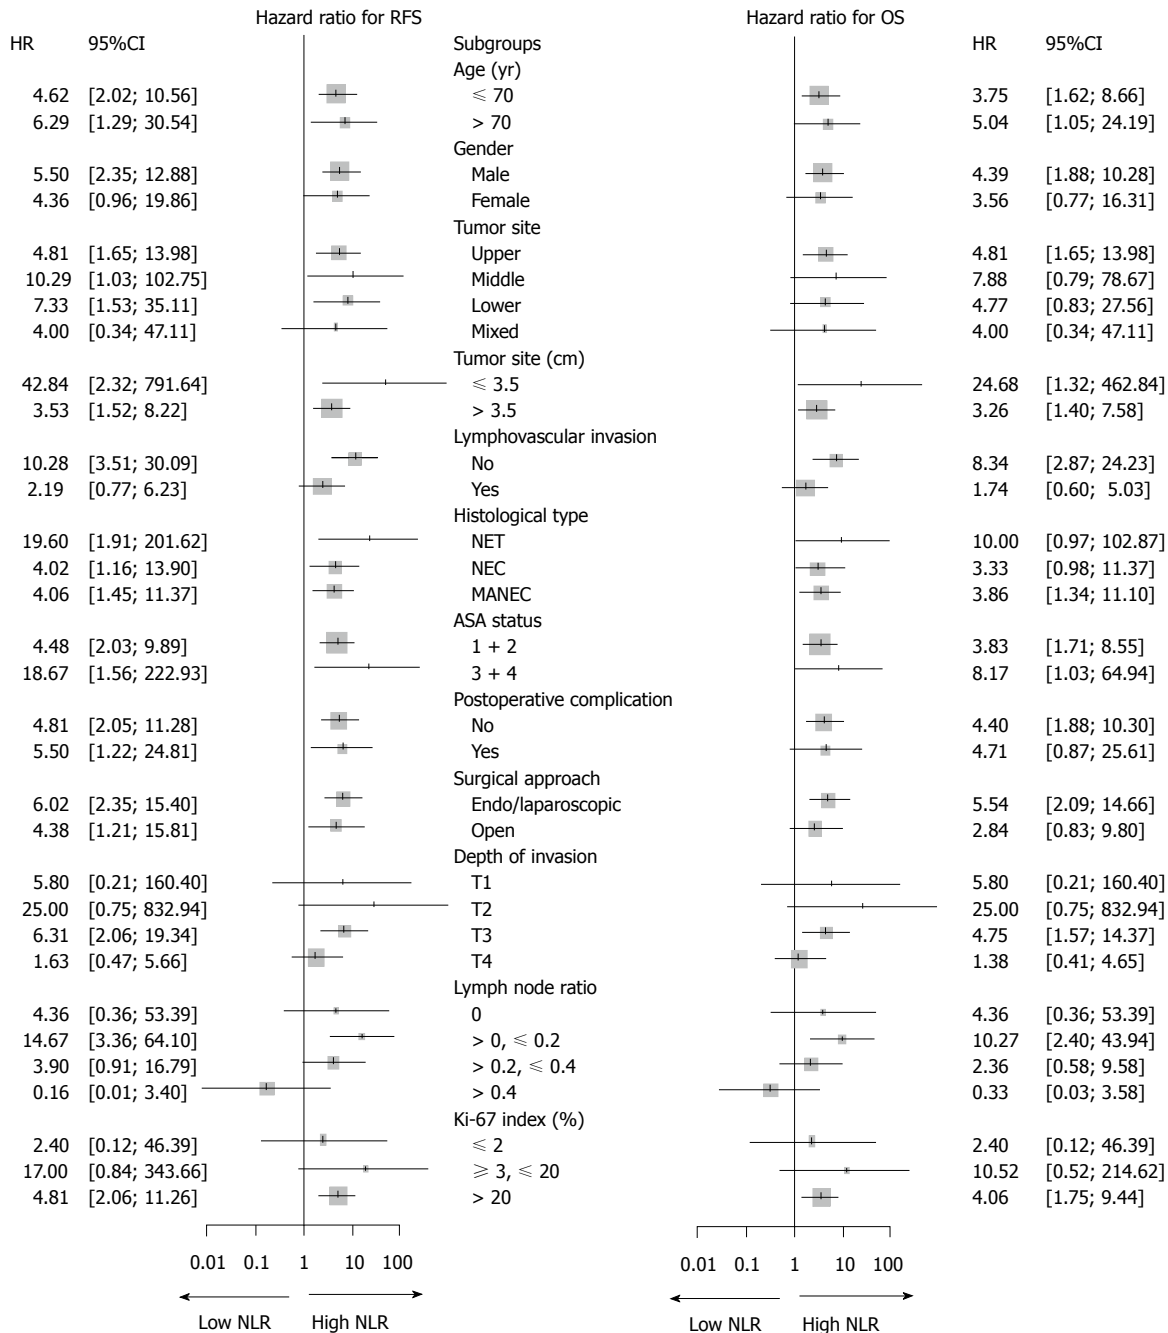 Hazard ratio for RFS Hazard ratio for OS
HR 95%CI Subgroups HR 95%CI
Age (yr)
4.62 [2.02; 10.56] ≤ 70 3.75 [1.62; 8.66]
6.29 [1.29; 30.54] > 70 5.04 [1.05; 24.19]
Gender
5.50 [2.35; 12.88] Male 4.39 [1.88; 10.28]
4.36 [0.96; 19.86] Female 3.56 [0.77; 16.31]
Tumor site
4.81 [1.65; 13.98] Upper 4.81 [1.65; 13.98]
10.29 [1.03; 102.75] Middle 7.88 [0.79; 78.67]
7.33 [1.53; 35.11] Lower 4.77 [0.83; 27.56]
4.00 [0.34; 47.11] Mixed 4.00 [0.34; 47.11]
Tumor site (cm)
42.84 [2.32; 791.64] ≤ 3.5 24.68 [1.32; 462.84]
3.53 [1.52; 8.22] > 3.5 3.26 [1.40; 7.58]
Lymphovascular invasion
10.28 [3.51; 30.09] No 8.34 [2.87; 24.23]
2.19 [0.77; 6.23] Yes 1.74 [0.60; 5.03]
Histological type
19.60 [1.91; 201.62] NET 10.00 [0.97; 102.87]
4.02 [1.16; 13.90] NEC 3.33 [0.98; 11.37]
4.06 [1.45; 11.37] MANEC 3.86 [1.34; 11.10]
ASA status
4.48 [2.03; 9.89] 1 + 2 3.83 [1.71; 8.55]
18.67 [1.56; 222.93] 3 + 4 8.17 [1.03; 64.94]
Postoperative complication
4.81 [2.05; 11.28] No 4.40 [1.88; 10.30]
5.50 [1.22; 24.81] Yes 4.71 [0.87; 25.61]
Surgical approach
6.02 [2.35; 15.40] Endo/laparoscopic 5.54 [2.09; 14.66]
4.38 [1.21; 15.81] Open 2.84 [0.83; 9.80]
Depth of invasion
5.80 [0.21; 160.40] T1 5.80 [0.21; 160.40]
25.00 [0.75; 832.94] T2 25.00 [0.75; 832.94]
6.31 [2.06; 19.34] T3 4.75 [1.57; 14.37]
1.63 [0.47; 5.66] T4 1.38 [0.41; 4.65]
Lymph node ratio
4.36 [0.36; 53.39] 0 4.36 [0.36; 53.39]
14.67 [3.36; 64.10] > 0, ≤ 0.2 10.27 [2.40; 43.94]
3.90 [0.91; 16.79] > 0.2, ≤ 0.4 2.36 [0.58; 9.58]
0.16 [0.01; 3.40] > 0.4 0.33 [0.03; 3.58]
Ki-67 index (%)
2.40 [0.12; 46.39] ≤ 2 2.40 [0.12; 46.39]
17.00 [0.84; 343.66] ≥ 3, ≤ 20 10.52 [0.52; 214.62]
4.81 [2.06; 11.26] > 20 4.06 [1.75; 9.44]
0.01 0.1 1 10 100 0.01 0.1 1 10 100
Low NLR High NLR Low NLR High NLR